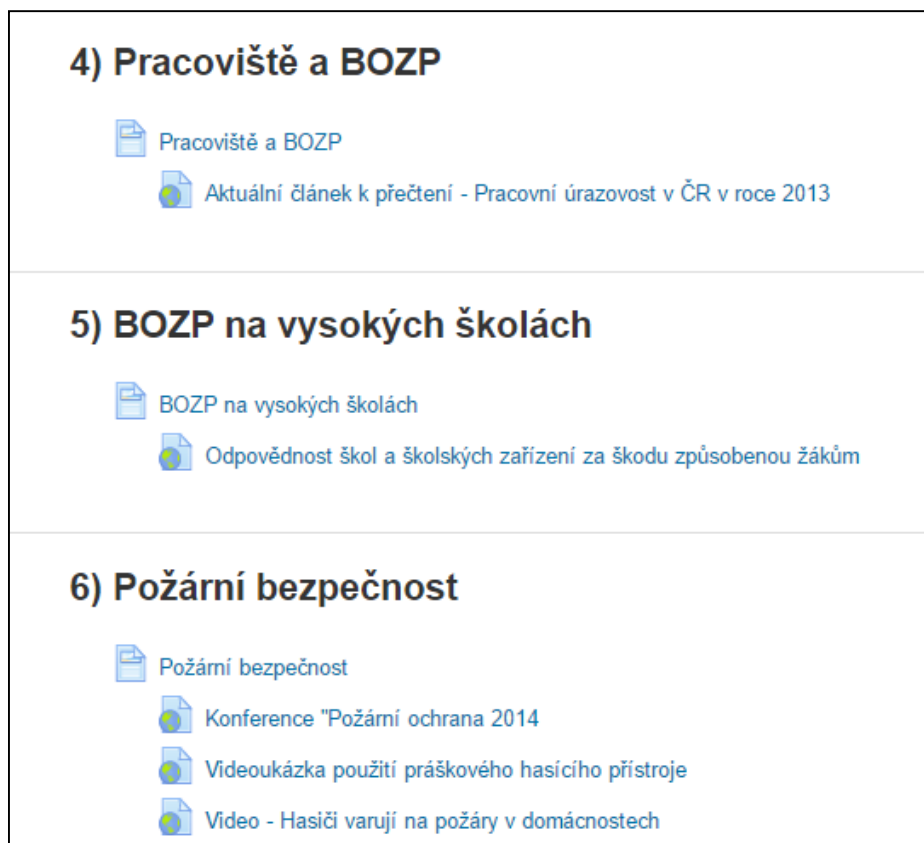 4) Pracoviště a BOZP
Pracoviště a BOZP
Aktuální článek k přečtení - Pracovní úrazovost v ČR v roce 2013
5) BOZP na vysokých školách
BOZP na vysokých školách
Odpovědnost škol a školských zařízení za škodu způsobenou žákům
6) Požární bezpečnost
Požární bezpečnost
Konference "Požární ochrana 2014
Videoukázka použití práškového hasícího přístroje
Video - Hasiči varují na požáry v domácnostech